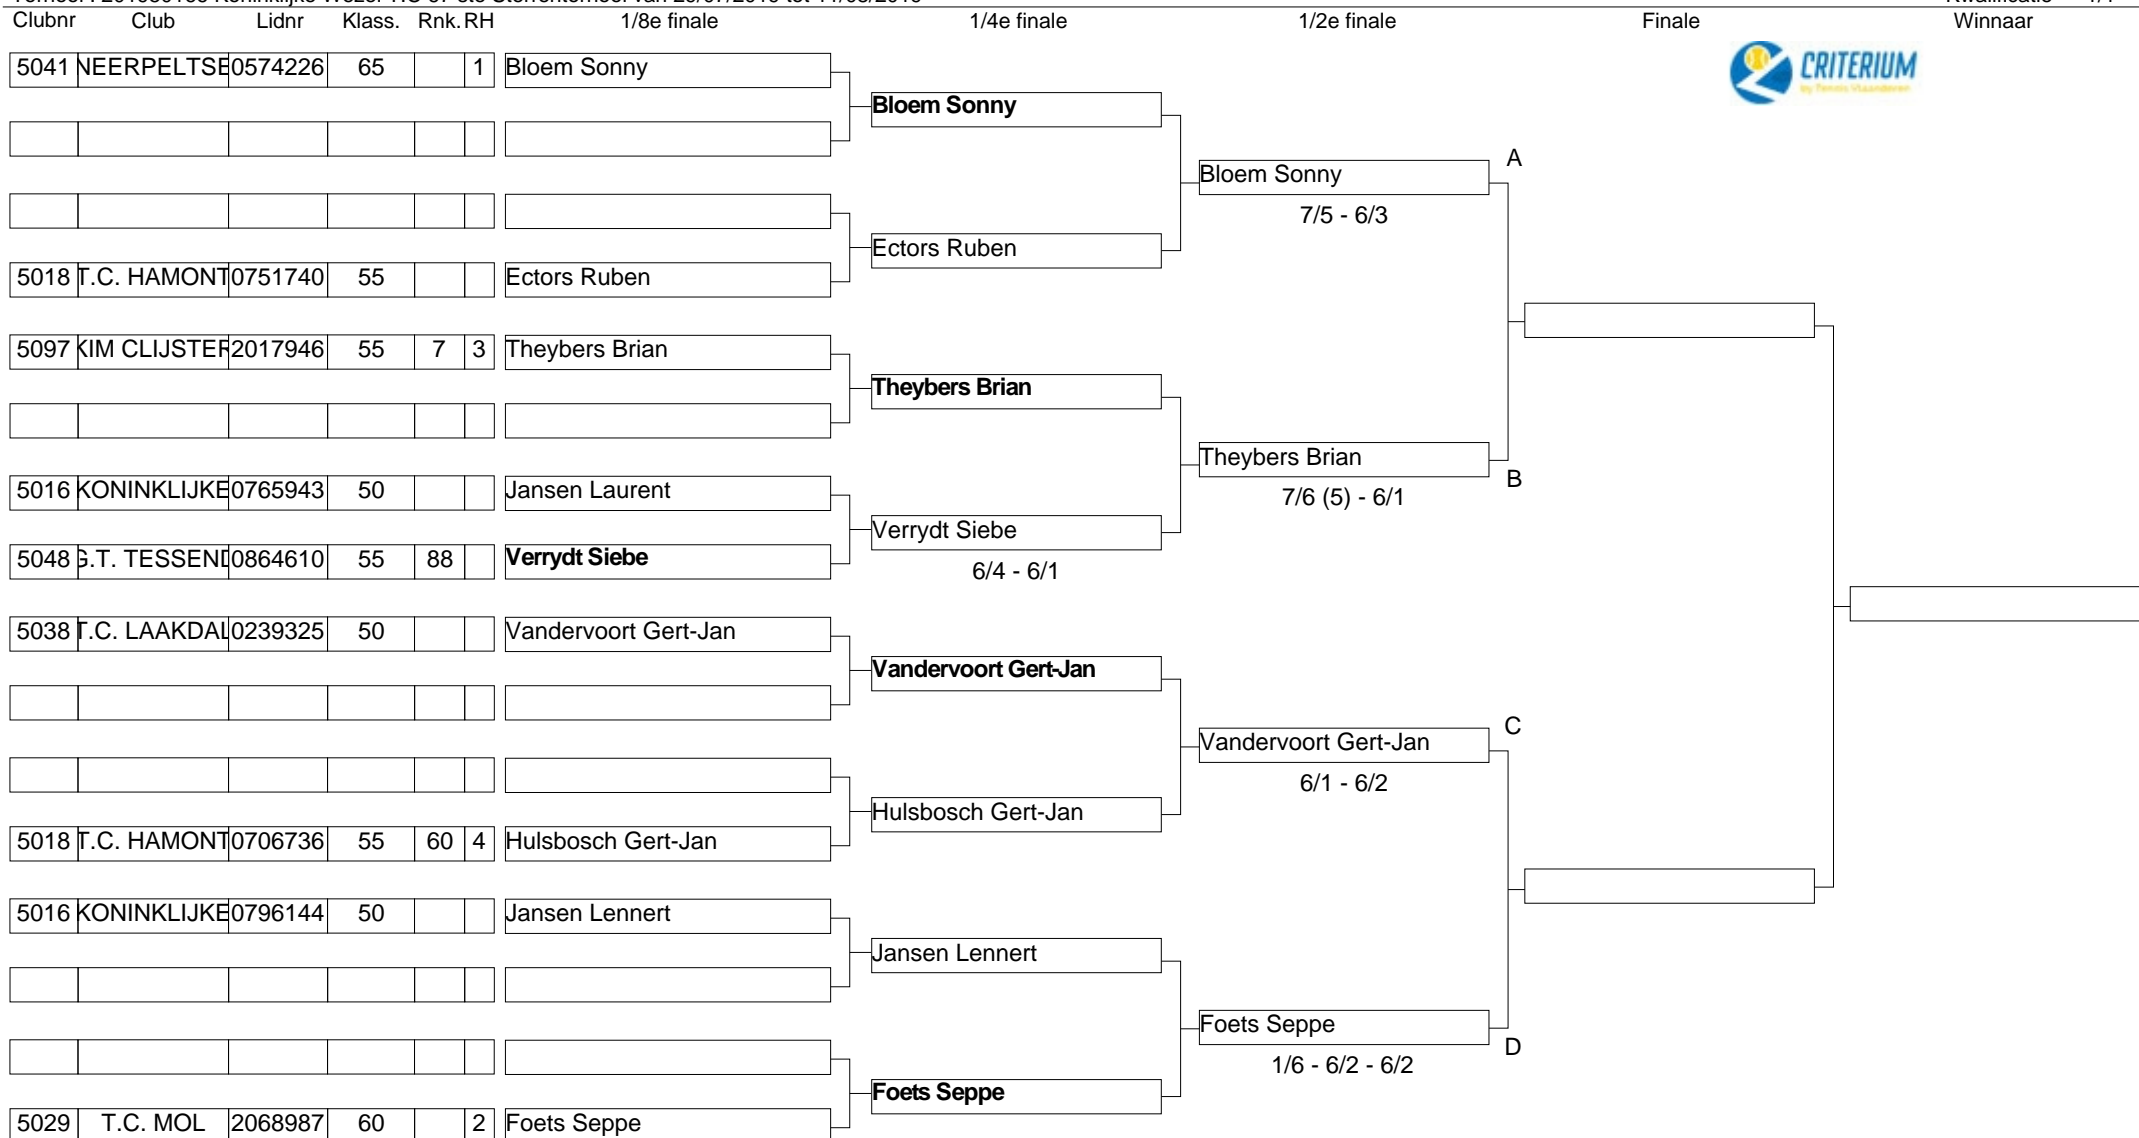 Clubnr Club Lidnr Klass. Rnk. RH 1/8e finale 1/4e finale 1/2e finale Finale Winnaar
CRITERIUM
by Tennis Vlaanderen
5041 NEERPELTSE 0574226 65 1 Bloem Sonny
Bloem Sonny
A
Bloem Sonny
7/5 - 6/3
Ectors Ruben
5018 T.C. HAMONT 0751740 55 Ectors Ruben
5097 KIM CLIJSTER 2017946 55 7 3 Theybers Brian
Theybers Brian
Theybers Brian
B
7/6 (5) - 6/1
5016 KONINKLIJKE 0765943 50 Jansen Laurent
Verrydt Siebe
5048 G.T. TESSEND 0864610 55 88 Verrydt Siebe
6/4 - 6/1
5038 T.C. LAAKDAL 0239325 50 Vandervoort Gert-Jan
Vandervoort Gert-Jan
C
Vandervoort Gert-Jan
6/1 - 6/2
Hulsbosch Gert-Jan
5018 T.C. HAMONT 0706736 55 60 4 Hulsbosch Gert-Jan
5016 KONINKLIJKE 0796144 50 Jansen Lennert
Jansen Lennert
Foets Seppe
D
1/6 - 6/2 - 6/2
Foets Seppe
5029 T.C. MOL 2068987 60 2 Foets Seppe